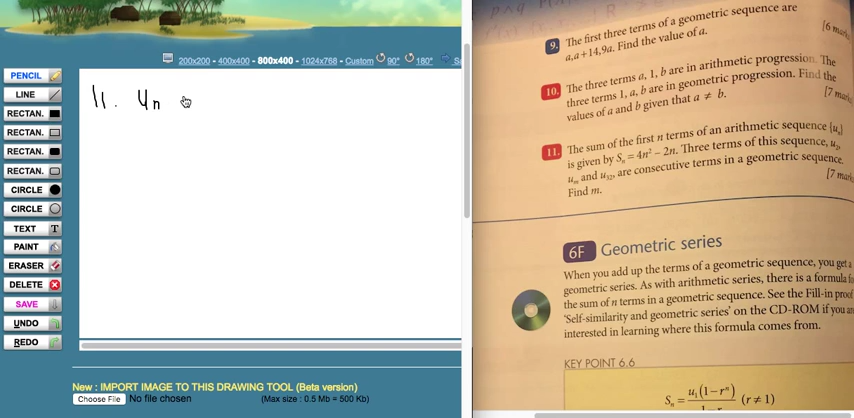 200x200 - 400x400 - 800x400 - 1024x768 - Custom 90° 180°
PENCIL
LINE
RECTAN.
RECTAN.
RECTAN.
RECTAN.
CIRCLE
CIRCLE
TEXT T
PAINT
ERASER
DELETE
SAVE
UNDO
REDO
11. Un
New : IMPORT IMAGE TO THIS DRAWING TOOL (Beta version)
Choose File No file chosen (Max size : 0.5 Mb = 500 Kb)
9. The first three terms of a geometric sequence are
a, a + 14, 9a. Find the value of a.
[6 mark
10. The three terms a, 1, b are in arithmetic progression. The
three terms 1, a, b are in geometric progression. Find the
values of a and b given that a ≠ b.
[7 mark
11. The sum of the first n terms of an arithmetic sequence {uₙ}
is given by Sₙ = 4n² − 2n. Three terms of this sequence, u₂,
uₘ and u₃₂, are consecutive terms in a geometric sequence.
Find m.
[7 mark
6F Geometric series
When you add up the terms of a geometric sequence, you get a
geometric series. As with arithmetic series, there is a formula fo
the sum of n terms in a geometric sequence. See the Fill-in proof
'Self-similarity and geometric series' on the CD-ROM if you are
interested in learning where this formula comes from.
KEY POINT 6.6
Sₙ = u₁(1 − rⁿ) / 1 − r (r ≠ 1)